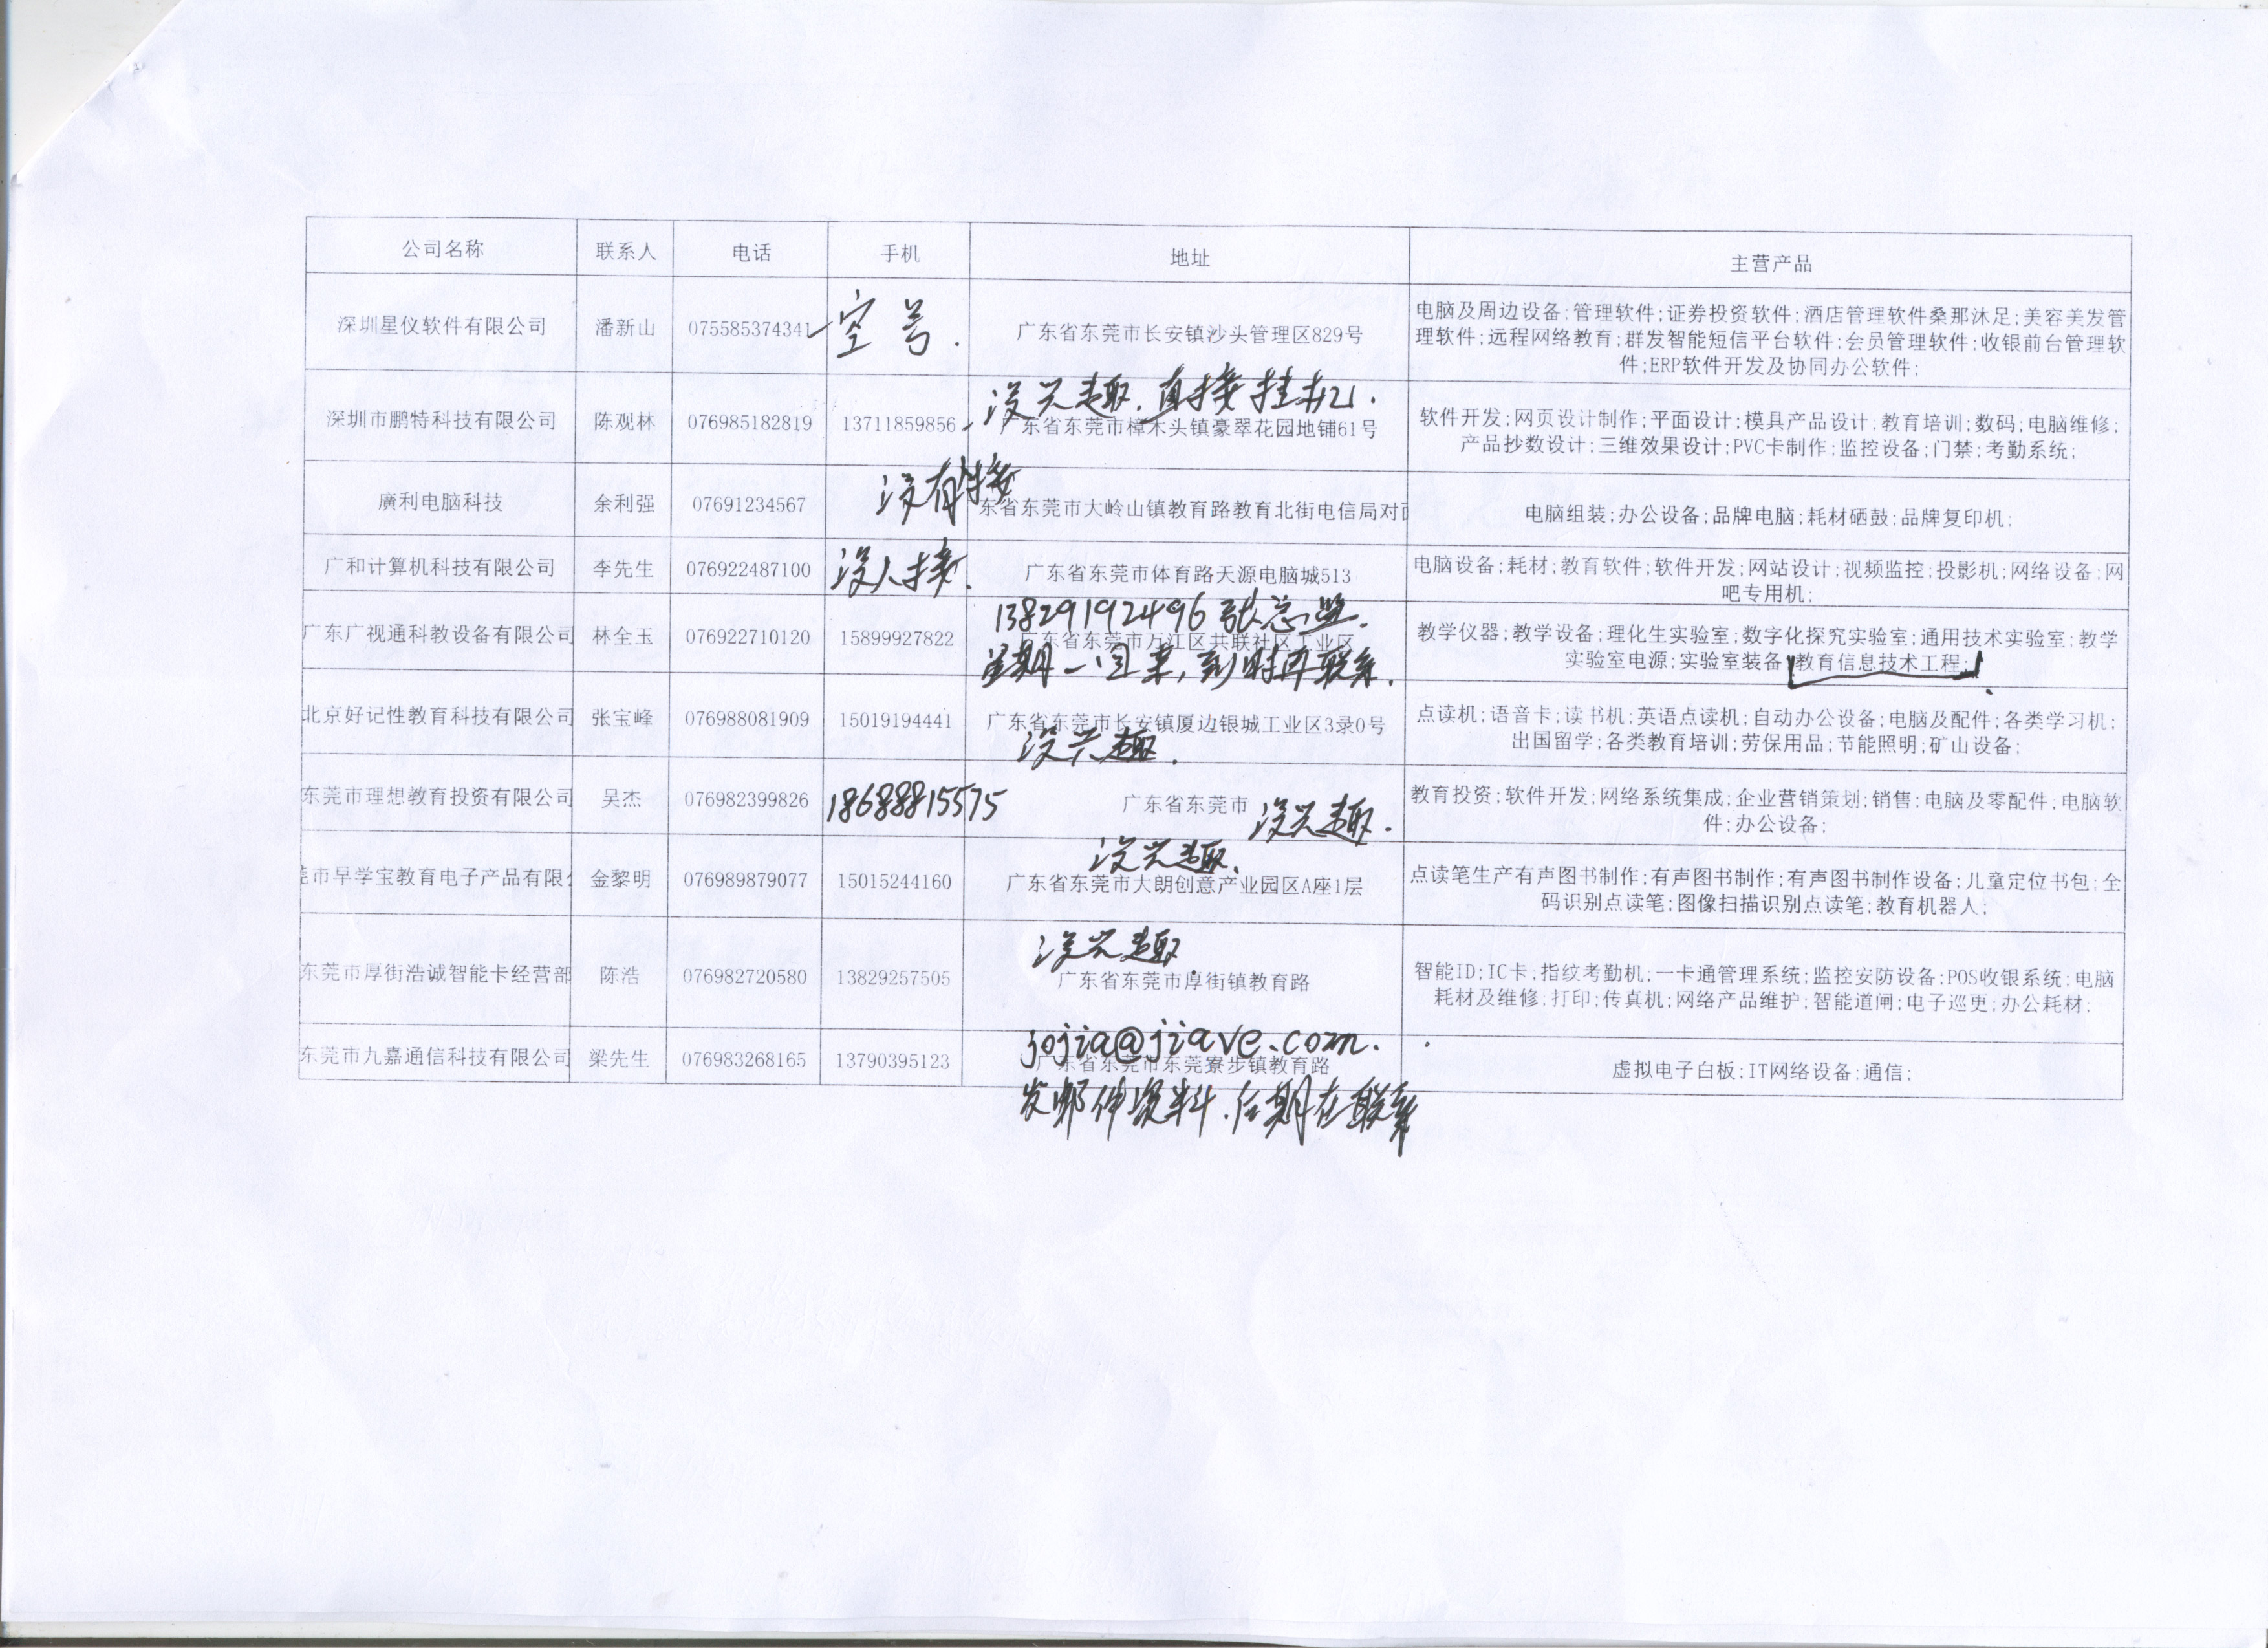 公司名称 联系人 电话 手机 地址 主营产品
深圳星仪软件有限公司 潘新山 075585374341 空号. 广东省东莞市长安镇沙头管理区829号
电脑及周边设备;管理软件;证券投资软件;酒店管理软件桑那沐足;美容美发管
理软件;远程网络教育;群发智能短信平台软件;会员管理软件;收银前台管理软
件;ERP软件开发及协同办公软件;
没兴趣.直接挂机.
深圳市鹏特科技有限公司 陈观林 076985182819 13711859856 广东省东莞市樟木头镇豪翠花园地铺61号
软件开发;网页设计制作;平面设计;模具产品设计;教育培训;数码;电脑维修;
产品抄数设计;三维效果设计;PVC卡制作;监控设备;门禁;考勤系统;
廣利电脑科技 余利强 07691234567 没有接 东省东莞市大岭山镇教育路教育北街电信局对面
电脑组装;办公设备;品牌电脑;耗材硒鼓;品牌复印机;
广和计算机科技有限公司 李先生 076922487100 没人接. 广东省东莞市体育路天源电脑城513
电脑设备;耗材;教育软件;软件开发;网站设计;视频监控;投影机;网络设备;网
吧专用机;
13829192496 张总监.
广东广视通科教设备有限公司 林全玉 076922710120 15899927822 广东省东莞市万江区共联社区工业区
星期一回来,到时再联系.
教学仪器;教学设备;理化生实验室;数字化探究实验室;通用技术实验室;教学
实验室电源;实验室装备;教育信息技术工程;
北京好记性教育科技有限公司 张宝峰 076988081909 15019194441 广东省东莞市长安镇厦边银城工业区3录0号
没兴趣.
点读机;语音卡;读书机;英语点读机;自动办公设备;电脑及配件;各类学习机;
出国留学;各类教育培训;劳保用品;节能照明;矿山设备;
东莞市理想教育投资有限公司 吴杰 076982399826 18688815575 广东省东莞市 没兴趣.
教育投资;软件开发;网络系统集成;企业营销策划;销售;电脑及零配件,电脑软
件;办公设备;
没兴趣.
莞市早学宝教育电子产品有限公 金黎明 076989879077 15015244160 广东省东莞市大朗创意产业园区A座1层
点读笔生产有声图书制作;有声图书制作;有声图书制作设备;儿童定位书包;全
码识别点读笔;图像扫描识别点读笔;教育机器人;
没兴趣.
东莞市厚街浩诚智能卡经营部 陈浩 076982720580 13829257505 广东省东莞市厚街镇教育路
智能ID;IC卡;指纹考勤机;一卡通管理系统;监控安防设备;POS收银系统;电脑
耗材及维修;打印;传真机;网络产品维护;智能道闸;电子巡更;办公耗材;
jojia@jiave.com.
东莞市九嘉通信科技有限公司 梁先生 076983268165 13790395123 广东省东莞市东莞寮步镇教育路
虚拟电子白板;IT网络设备;通信;
发邮件资料.后期在联系